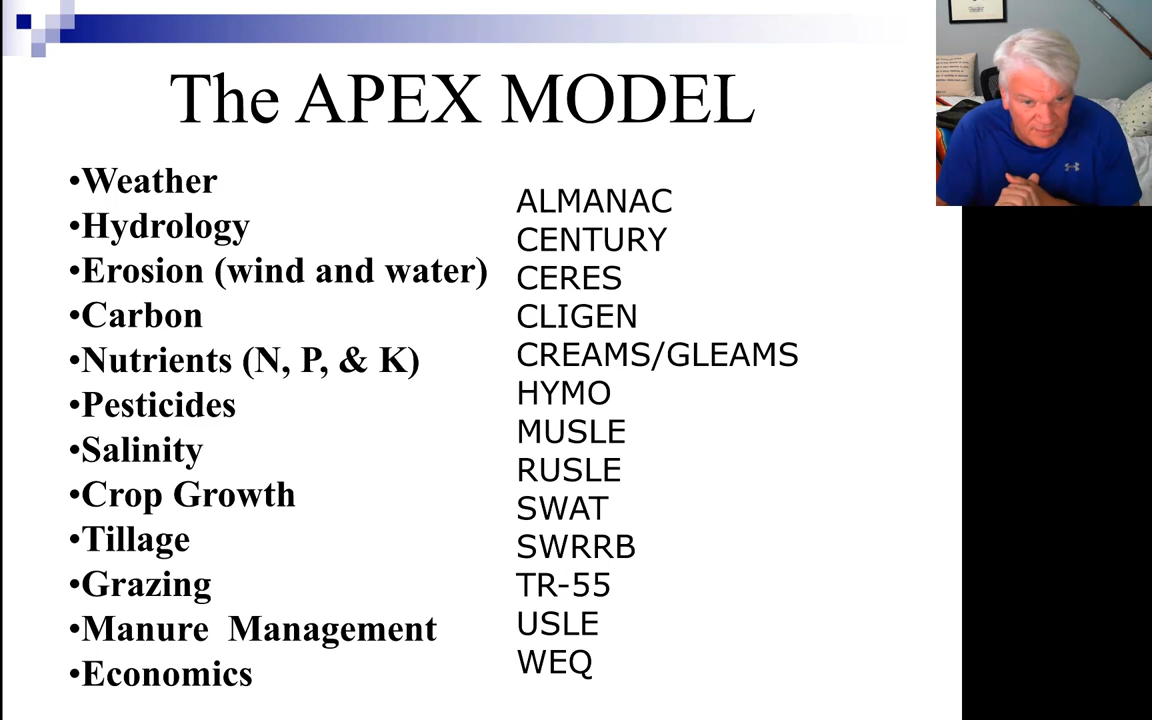 The APEX MODEL
•Weather
•Hydrology
•Erosion (wind and water)
•Carbon
•Nutrients (N, P, & K)
•Pesticides
•Salinity
•Crop Growth
•Tillage
•Grazing
•Manure  Management
•Economics
ALMANAC
CENTURY
CERES
CLIGEN
CREAMS/GLEAMS
HYMO
MUSLE
RUSLE
SWAT
SWRRB
TR-55
USLE
WEQ